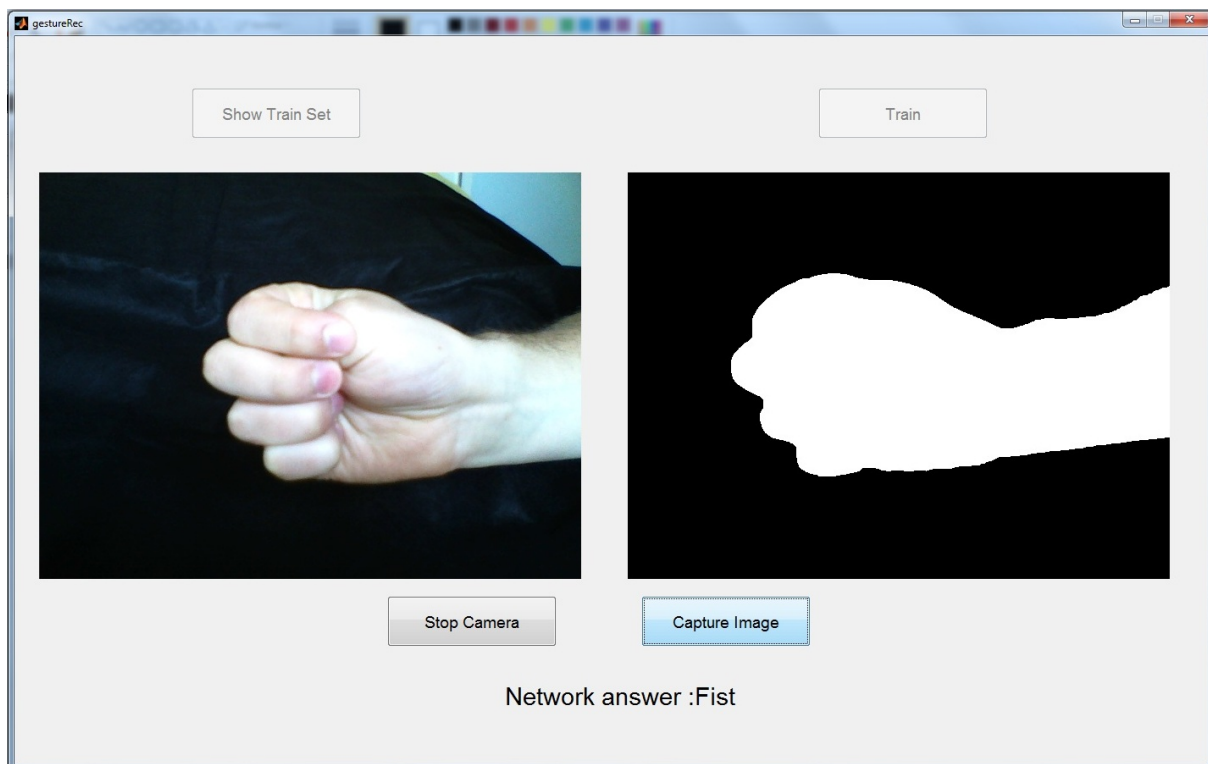 gestureRec
Show Train Set
Train
Stop Camera
Capture Image
Network answer :Fist